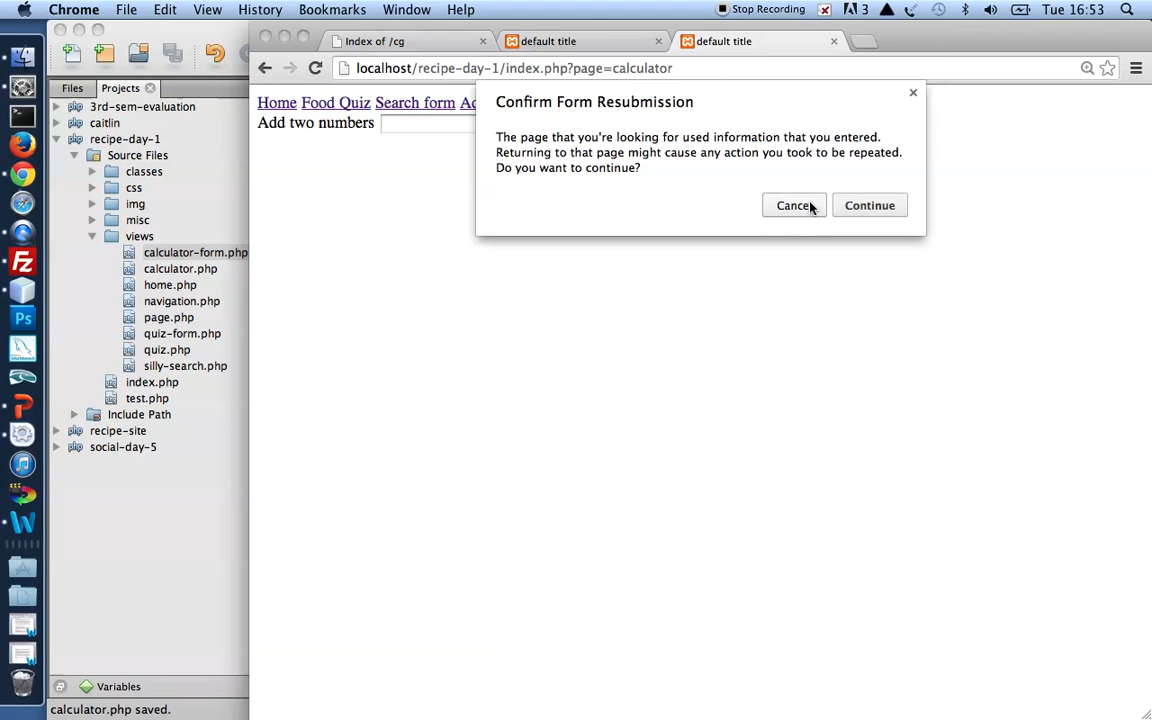 Chrome File Edit View History Bookmarks Window Help Stop Recording 3 Tue 16:53
Index of /cg default title default title
Files Projects
localhost/recipe-day-1/index.php?page=calculator
Home Food Quiz Search form
Add two numbers
Confirm Form Resubmission
The page that you're looking for used information that you entered.
Returning to that page might cause any action you took to be repeated.
Do you want to continue?
Cancel Continue
3rd-sem-evaluation
caitlin
recipe-day-1
Source Files
classes
css
img
misc
views
calculator-form.php
calculator.php
home.php
navigation.php
page.php
quiz-form.php
quiz.php
silly-search.php
index.php
test.php
Include Path
recipe-site
social-day-5
Variables
calculator.php saved.